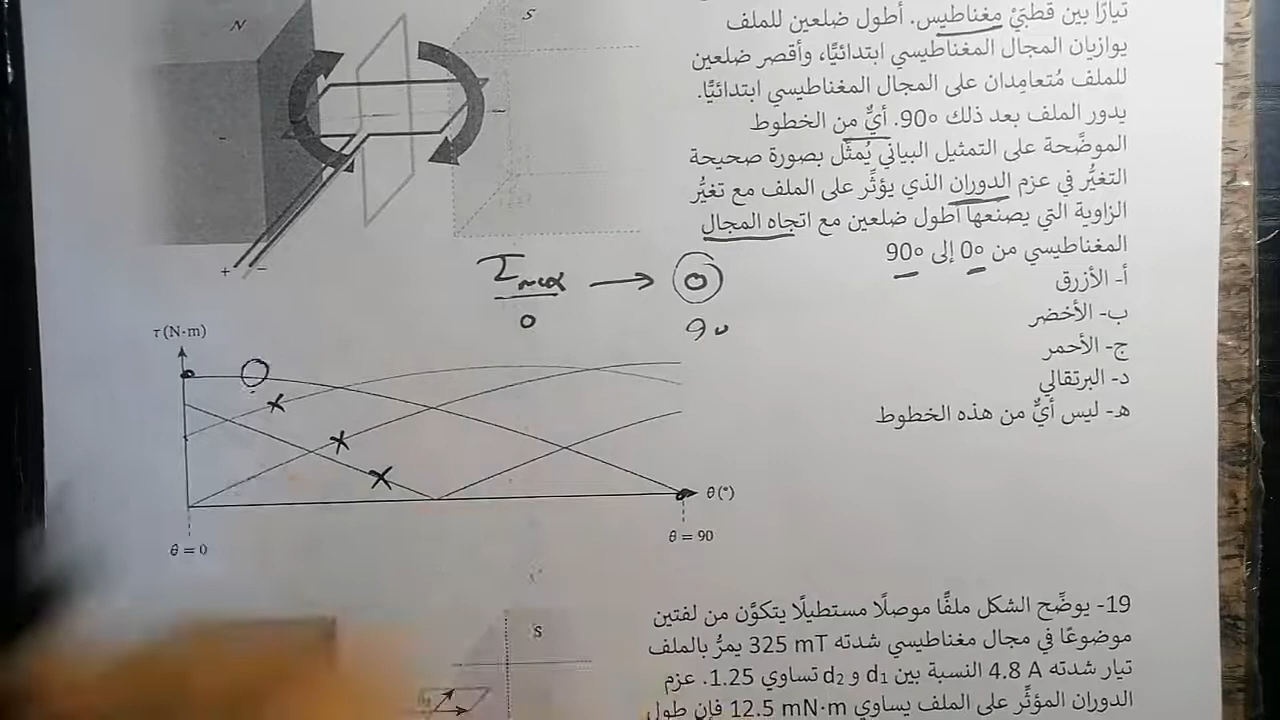 تيارًا بين قطبَيْ مغناطيس. أطول ضلعين للملف
يوازيان المجال المغناطيسي ابتدائيًّا، وأقصر ضلعين
للملف مُتعامِدان على المجال المغناطيسي ابتدائيًّا.
يدور الملف بعد ذلك 90°. أيٌّ من الخطوط
الموضَّحة على التمثيل البياني يُمثِّل بصورة صحيحة
التغيُّر في عزم الدوران الذي يؤثِّر على الملف مع تغيُّر
الزاوية التي يصنعها أطول ضلعين مع اتجاه المجال
المغناطيسي من 0° إلى 90°
أ- الأزرق
ب- الأخضر
ج- الأحمر
د- البرتقالي
هـ- ليس أيٌّ من هذه الخطوط
N
S
+
−
τ max → 0
0 90
τ (N·m)
θ (°)
θ = 0
θ = 90
19- يوضِّح الشكل ملفًّا موصلًا مستطيلًا يتكوَّن من لفتين
موضوعًا في مجال مغناطيسي شدته 325 mT يمرُّ بالملف
تيار شدته 4.8 A النسبة بين d₁ و d₂ تساوي 1.25. عزم
الدوران المؤثِّر على الملف يساوي 12.5 mN·m فإن طول
S